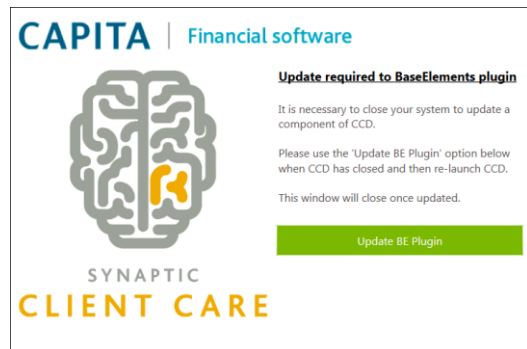 CAPITA | Financial software
Update required to BaseElements plugin
It is necessary to close your system to update a
component of CCD.
Please use the 'Update BE Plugin' option below
when CCD has closed and then re-launch CCD.
This window will close once updated.
Update BE Plugin
SYNAPTIC
CLIENT CARE